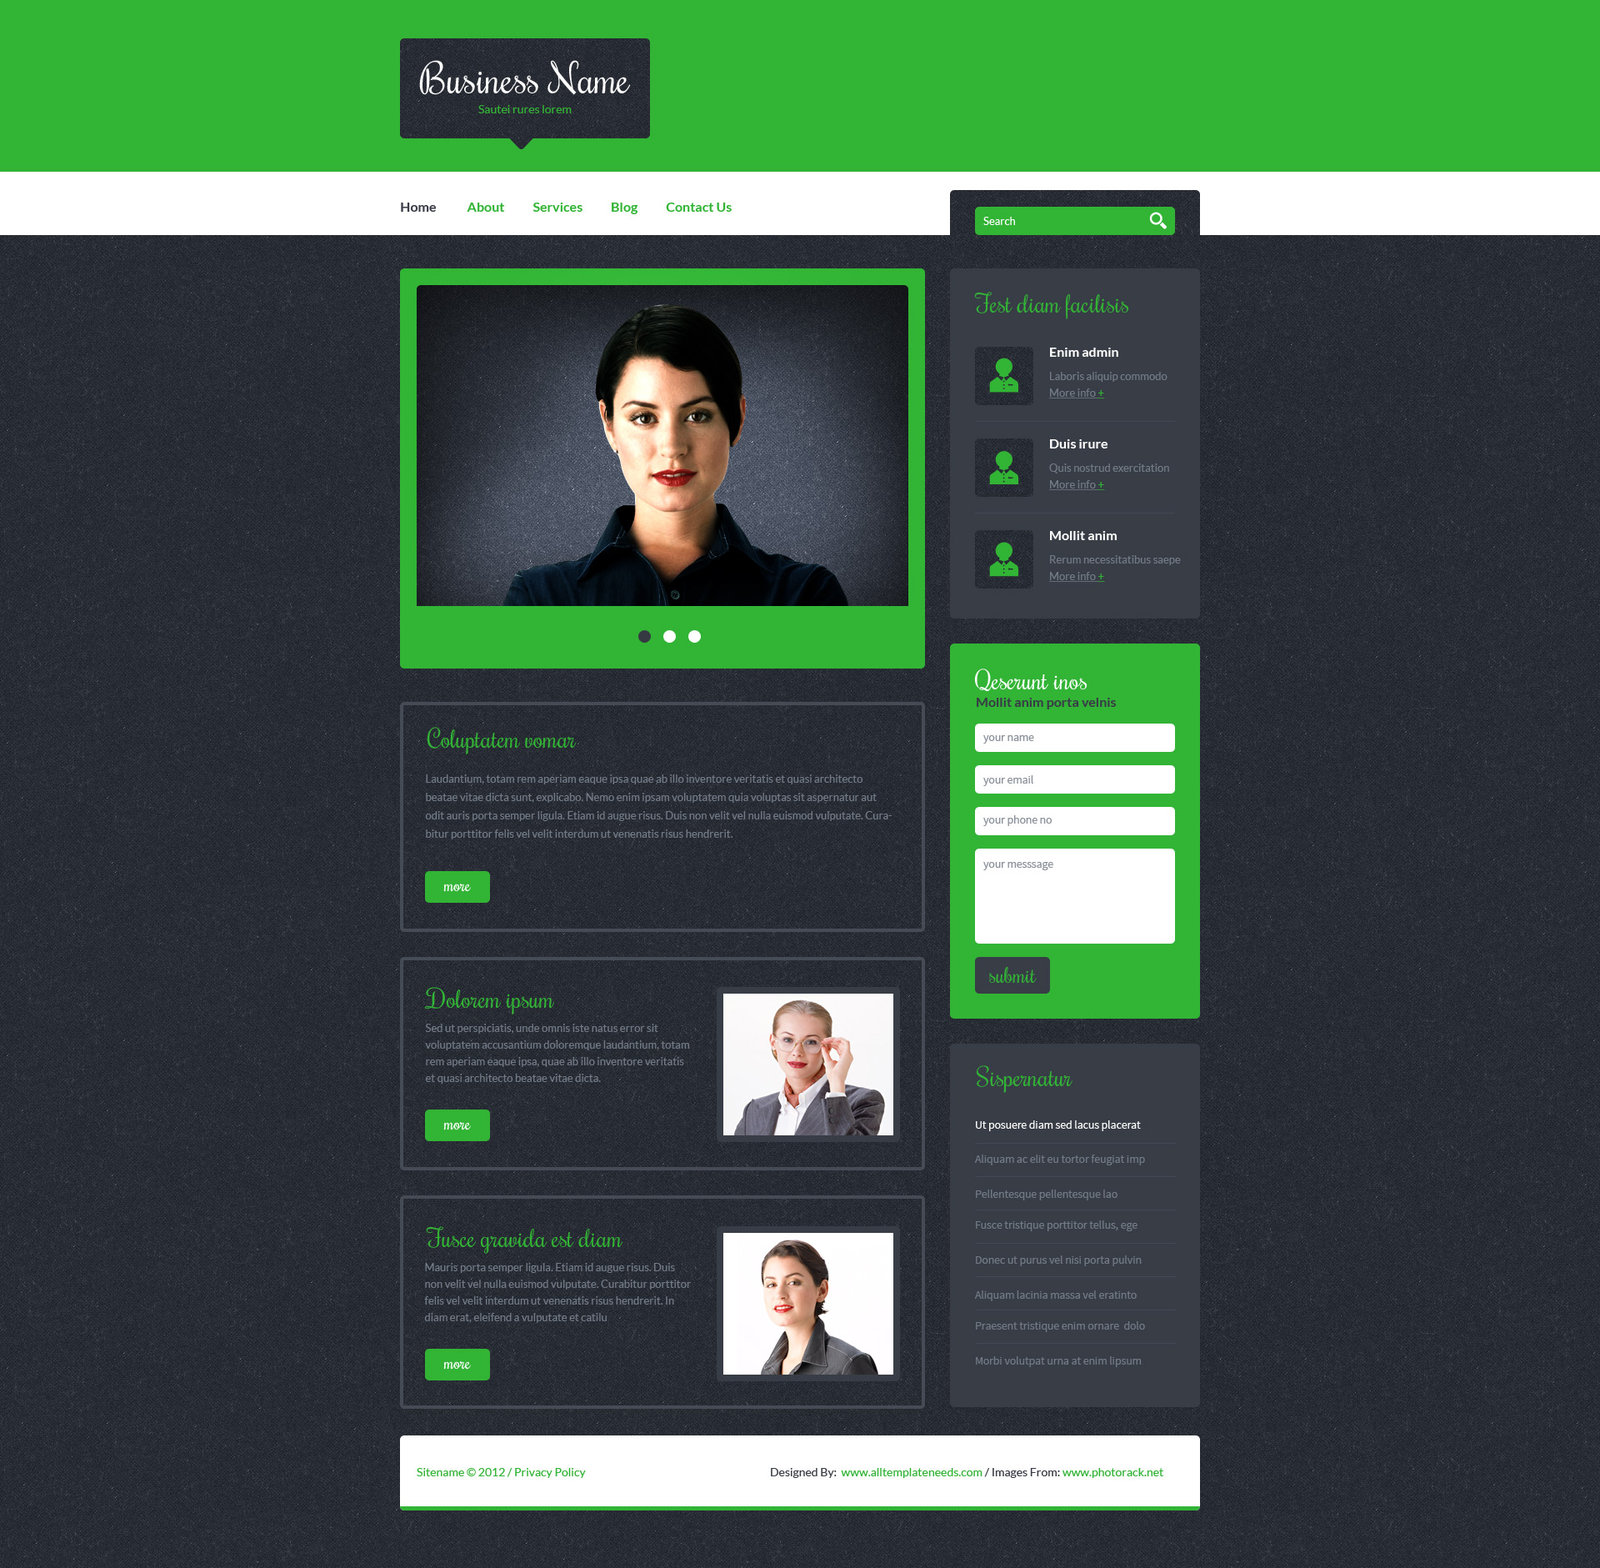 Business Name
Sautei rures lorem
Home About Services Blog Contact Us
Search
Fest diam facilisis
Enim admin
Laboris aliquip commodo
More info +
Duis irure
Quis nostrud exercitation
More info +
Mollit anim
Rerum necessitatibus saepe
More info +
Qeserunt inos
Mollit anim porta velnis
your name
your email
your phone no
your messsage
submit
Coluptatem vomar
Laudantium, totam rem aperiam eaque ipsa quae ab illo inventore veritatis et quasi architecto
beatae vitae dicta sunt, explicabo. Nemo enim ipsam voluptatem quia voluptas sit aspernatur aut
odit auris porta semper ligula. Etiam id augue risus. Duis non velit vel nulla euismod vulputate. Cura-
bitur porttitor felis vel velit interdum ut venenatis risus hendrerit.
more
Dolorem ipsum
Sed ut perspiciatis, unde omnis iste natus error sit
voluptatem accusantium doloremque laudantium, totam
rem aperiam eaque ipsa, quae ab illo inventore veritatis
et quasi architecto beatae vitae dicta.
more
Fusce gravida est diam
Mauris porta semper ligula. Etiam id augue risus. Duis
non velit vel nulla euismod vulputate. Curabitur porttitor
felis vel velit interdum ut venenatis risus hendrerit. In
diam erat, eleifend a vulputate et catilu
more
Sispernatur
Ut posuere diam sed lacus placerat
Aliquam ac elit eu tortor feugiat imp
Pellentesque pellentesque lao
Fusce tristique porttitor tellus, ege
Donec ut purus vel nisi porta pulvin
Aliquam lacinia massa vel eratinto
Praesent tristique enim ornare dolo
Morbi volutpat urna at enim lipsum
Sitename © 2012 / Privacy Policy
Designed By: www.alltemplateneeds.com / Images From: www.photorack.net